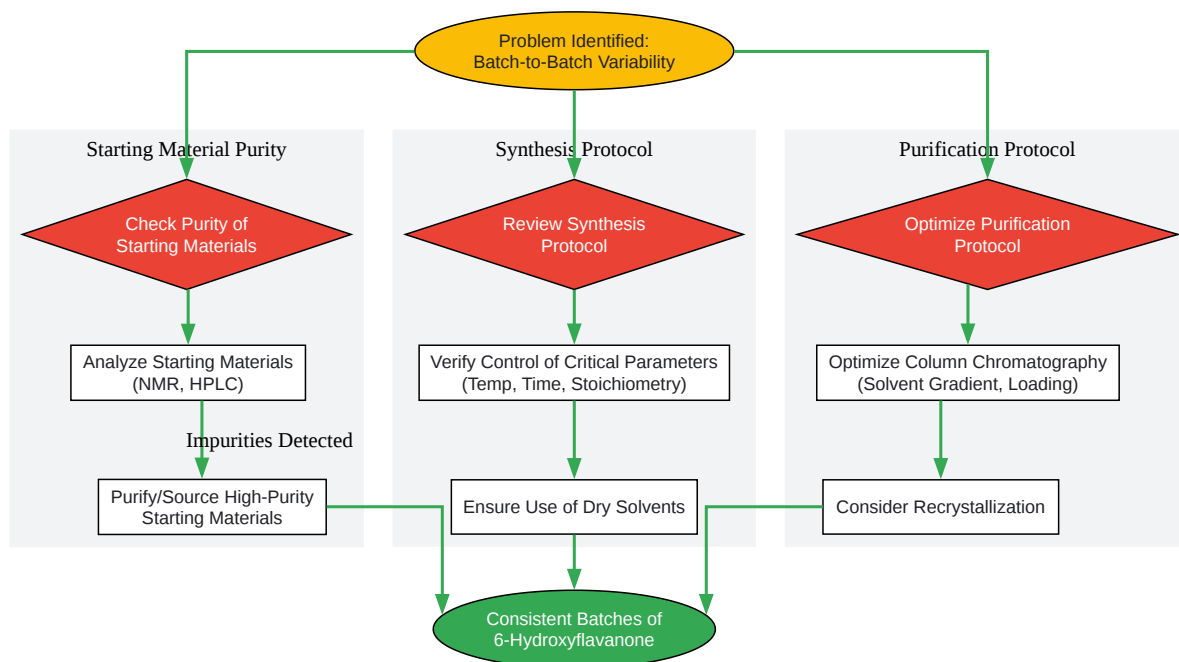 Problem Identified:
Batch-to-Batch Variability
Starting Material Purity
Check Purity of
Starting Materials
Analyze Starting Materials
(NMR, HPLC)
Impurities Detected
Purify/Source High-Purity
Starting Materials
Synthesis Protocol
Review Synthesis
Protocol
Verify Control of Critical Parameters
(Temp, Time, Stoichiometry)
Ensure Use of Dry Solvents
Purification Protocol
Optimize Purification
Protocol
Optimize Column Chromatography
(Solvent Gradient, Loading)
Consider Recrystallization
Consistent Batches of
6-Hydroxyflavanone